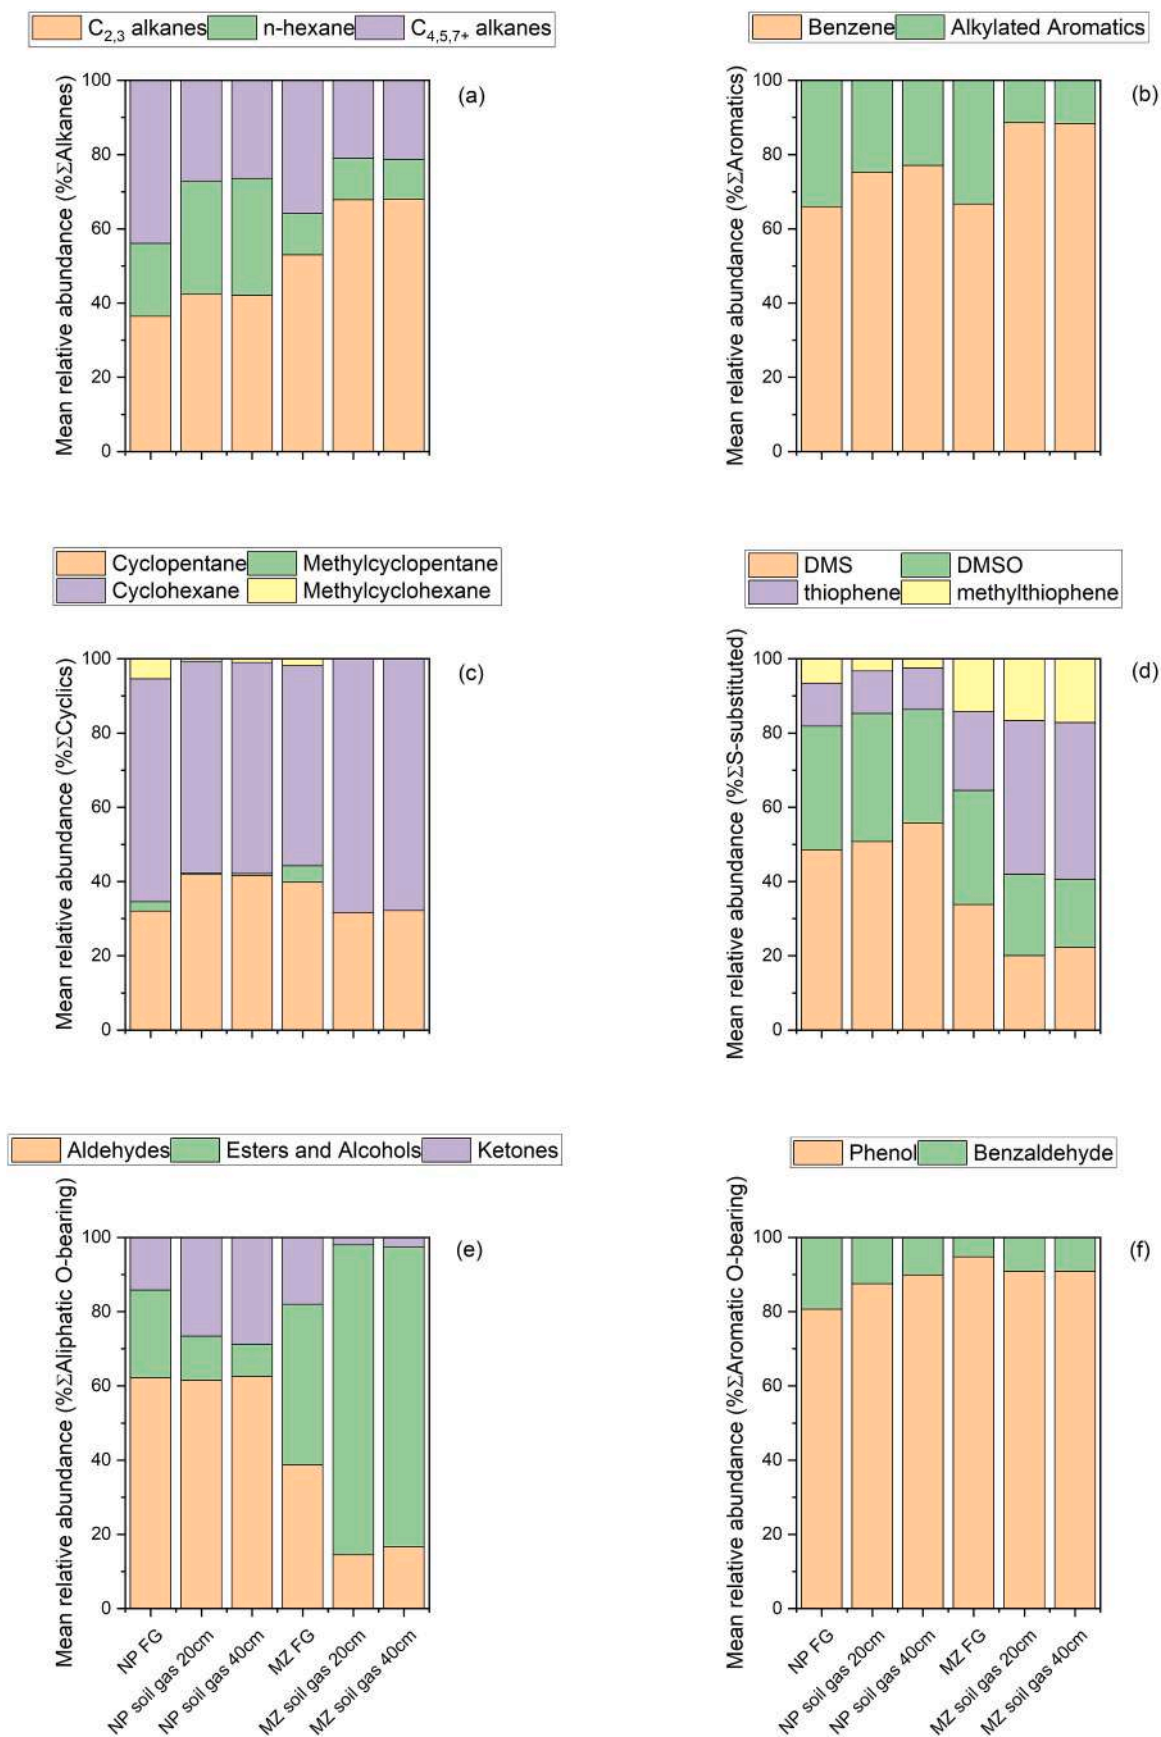 C2,3 alkanes n-hexane C4,5,7+ alkanes
Mean relative abundance (%ΣAlkanes)
100
80
60
40
20
0
(a)
Benzene Alkylated Aromatics
Mean relative abundance (%ΣAromatics)
100
80
60
40
20
0
(b)
Cyclopentane Methylcyclopentane
Cyclohexane Methylcyclohexane
Mean relative abundance (%ΣCyclics)
100
80
60
40
20
0
(c)
DMS DMSO
thiophene methylthiophene
Mean relative abundance (%ΣS-substituted)
100
80
60
40
20
0
(d)
Aldehydes Esters and Alcohols Ketones
Mean relative abundance (%ΣAliphatic O-bearing)
100
80
60
40
20
0
(e)
NP FG
NP soil gas 20cm
NP soil gas 40cm
MZ FG
MZ soil gas 20cm
MZ soil gas 40cm
Phenol Benzaldehyde
Mean relative abundance (%ΣAromatic O-bearing)
100
80
60
40
20
0
(f)
NP FG
NP soil gas 20cm
NP soil gas 40cm
MZ FG
MZ soil gas 20cm
MZ soil gas 40cm